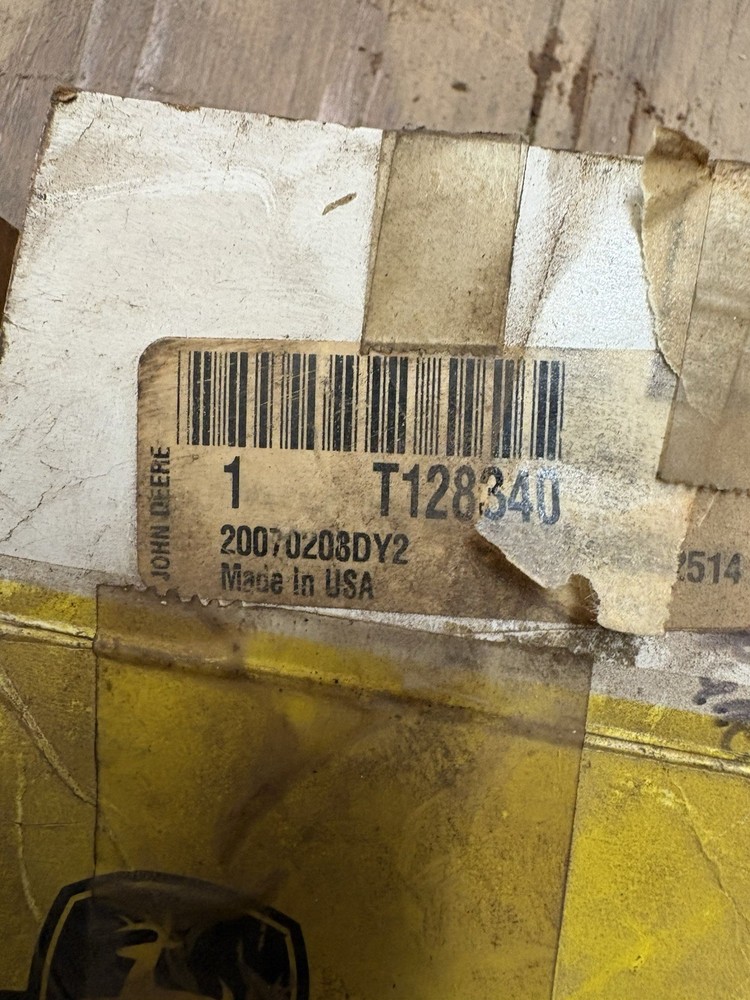 JOHN DEERE
1 T128340
20070208DY2
2514
Made in USA